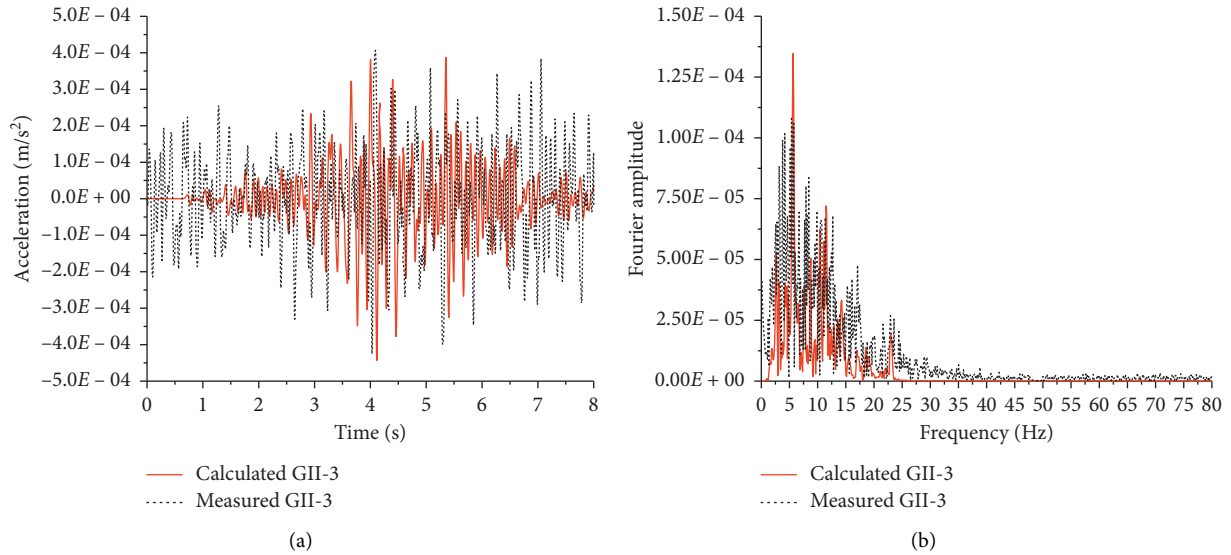 5.0E – 04
4.0E – 04
3.0E – 04
2.0E – 04
1.0E – 04
0.0E + 00
–1.0E – 04
–2.0E – 04
–3.0E – 04
–4.0E – 04
–5.0E – 04
Acceleration (m/s²)
0 1 2 3 4 5 6 7 8
Time (s)
Calculated GII-3
Measured GII-3
(a)
1.50E – 04
1.25E – 04
1.00E – 04
7.50E – 05
5.00E – 05
2.50E – 05
0.00E + 00
Fourier amplitude
0 5 10 15 20 25 30 35 40 45 50 55 60 65 70 75 80
Frequency (Hz)
Calculated GII-3
Measured GII-3
(b)